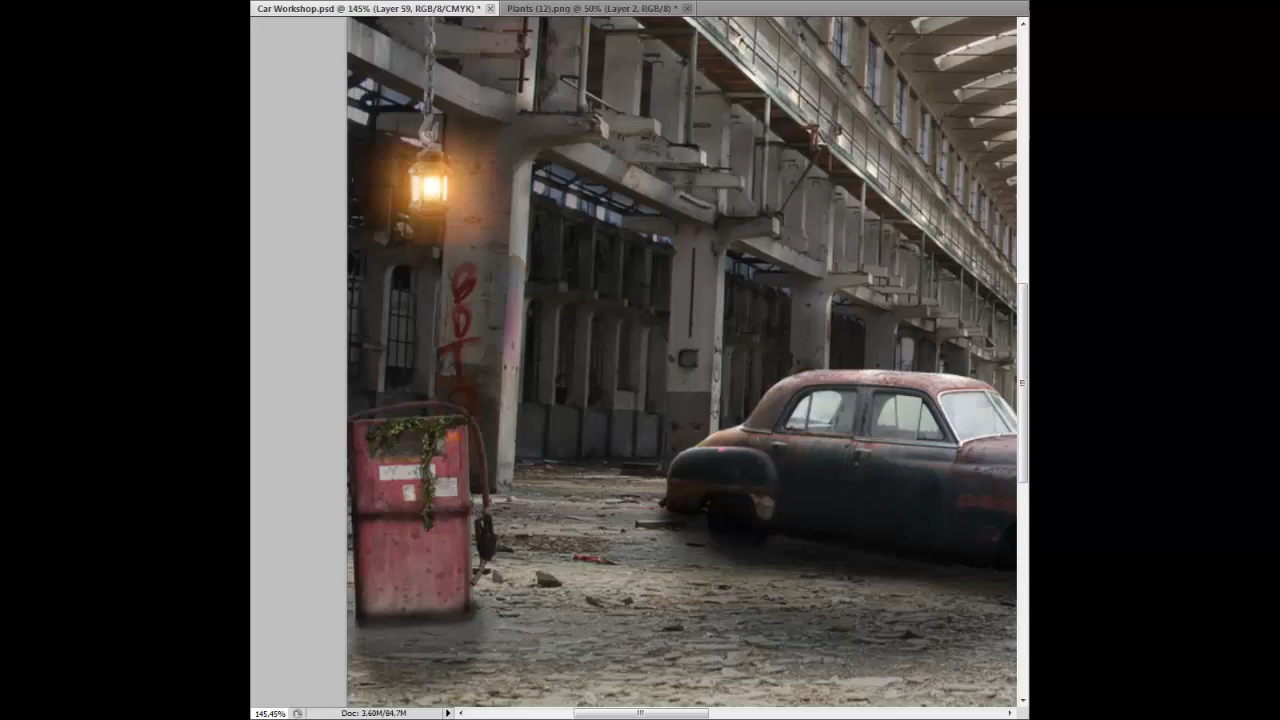 Car Workshop.psd @ 145% (Layer 59, RGB/8/CMYK) *
Plants (12).png @ 50% (Layer 2, RGB/8) *
BOT
145,45%
Doc: 3,60M/84,7M